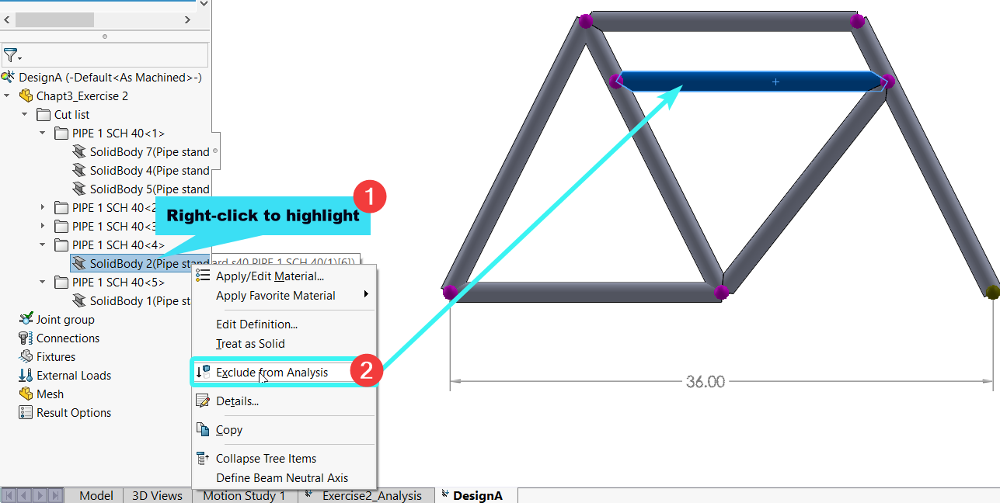 DesignA (-Default<As Machined>-)
Chapt3_Exercise 2
Cut list
PIPE 1 SCH 40<1>
SolidBody 7(Pipe stand
SolidBody 4(Pipe stand
SolidBody 5(Pipe stand
1
PIPE 1 SCH 40<2
Right-click to highlight
PIPE 1 SCH 40<3
PIPE 1 SCH 40<4>
SolidBody 2(Pipe standard s40 PIPE 1 SCH 40(1)[6])
Apply/Edit Material...
PIPE 1 SCH 40<5>
Apply Favorite Material
SolidBody 1(Pipe st
Joint group
Edit Definition...
Connections
Treat as Solid
Fixtures
Exclude from Analysis
2
External Loads
36.00
Mesh
Details...
Result Options
Copy
Collapse Tree Items
Define Beam Neutral Axis
Model
3D Views
Motion Study 1
Exercise2_Analysis
DesignA